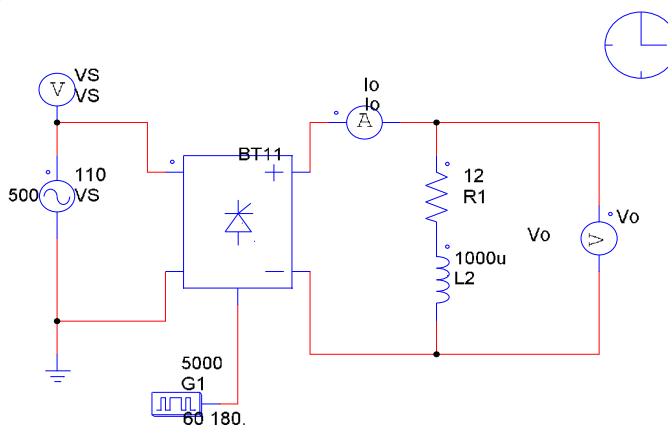 VS
VS
V
Io
Io
A
BT11
110
500
VS
12
R1
Vo
Vo
V
1000u
L2
5000
G1
60 180.